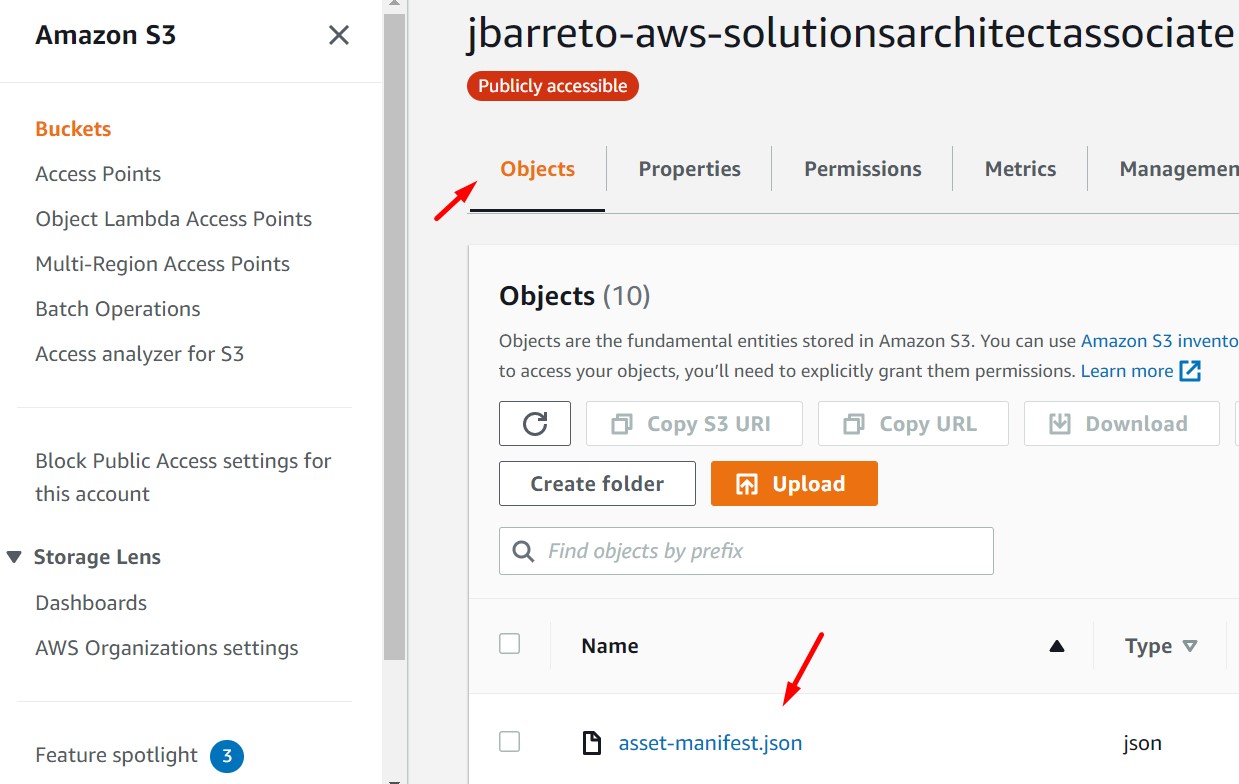 Amazon S3
Buckets
Access Points
Object Lambda Access Points
Multi-Region Access Points
Batch Operations
Access analyzer for S3
Block Public Access settings for
this account
Storage Lens
Dashboards
AWS Organizations settings
Feature spotlight 3
jbarreto-aws-solutionsarchitectassociate
Publicly accessible
Objects Properties Permissions Metrics Managemen
Objects (10)
Objects are the fundamental entities stored in Amazon S3. You can use Amazon S3 invento
to access your objects, you’ll need to explicitly grant them permissions. Learn more
Copy S3 URI Copy URL Download
Create folder Upload
Find objects by prefix
Name Type
asset-manifest.json json